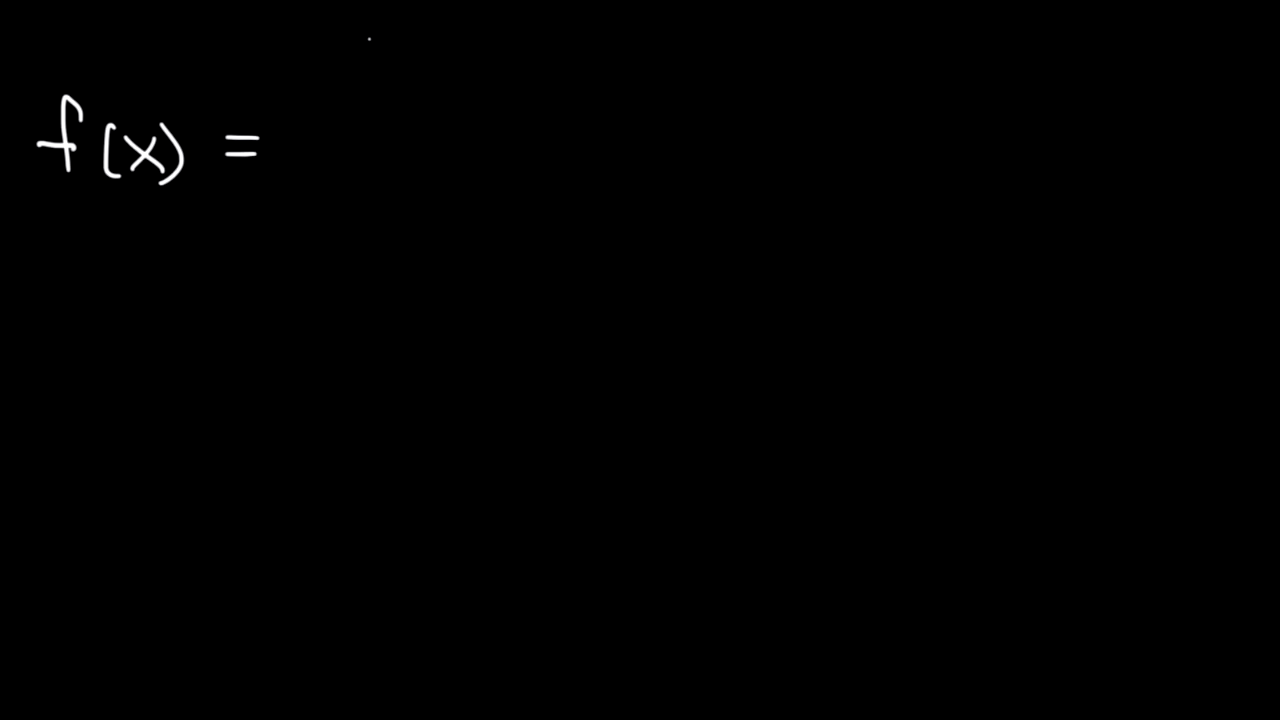 f(x) =